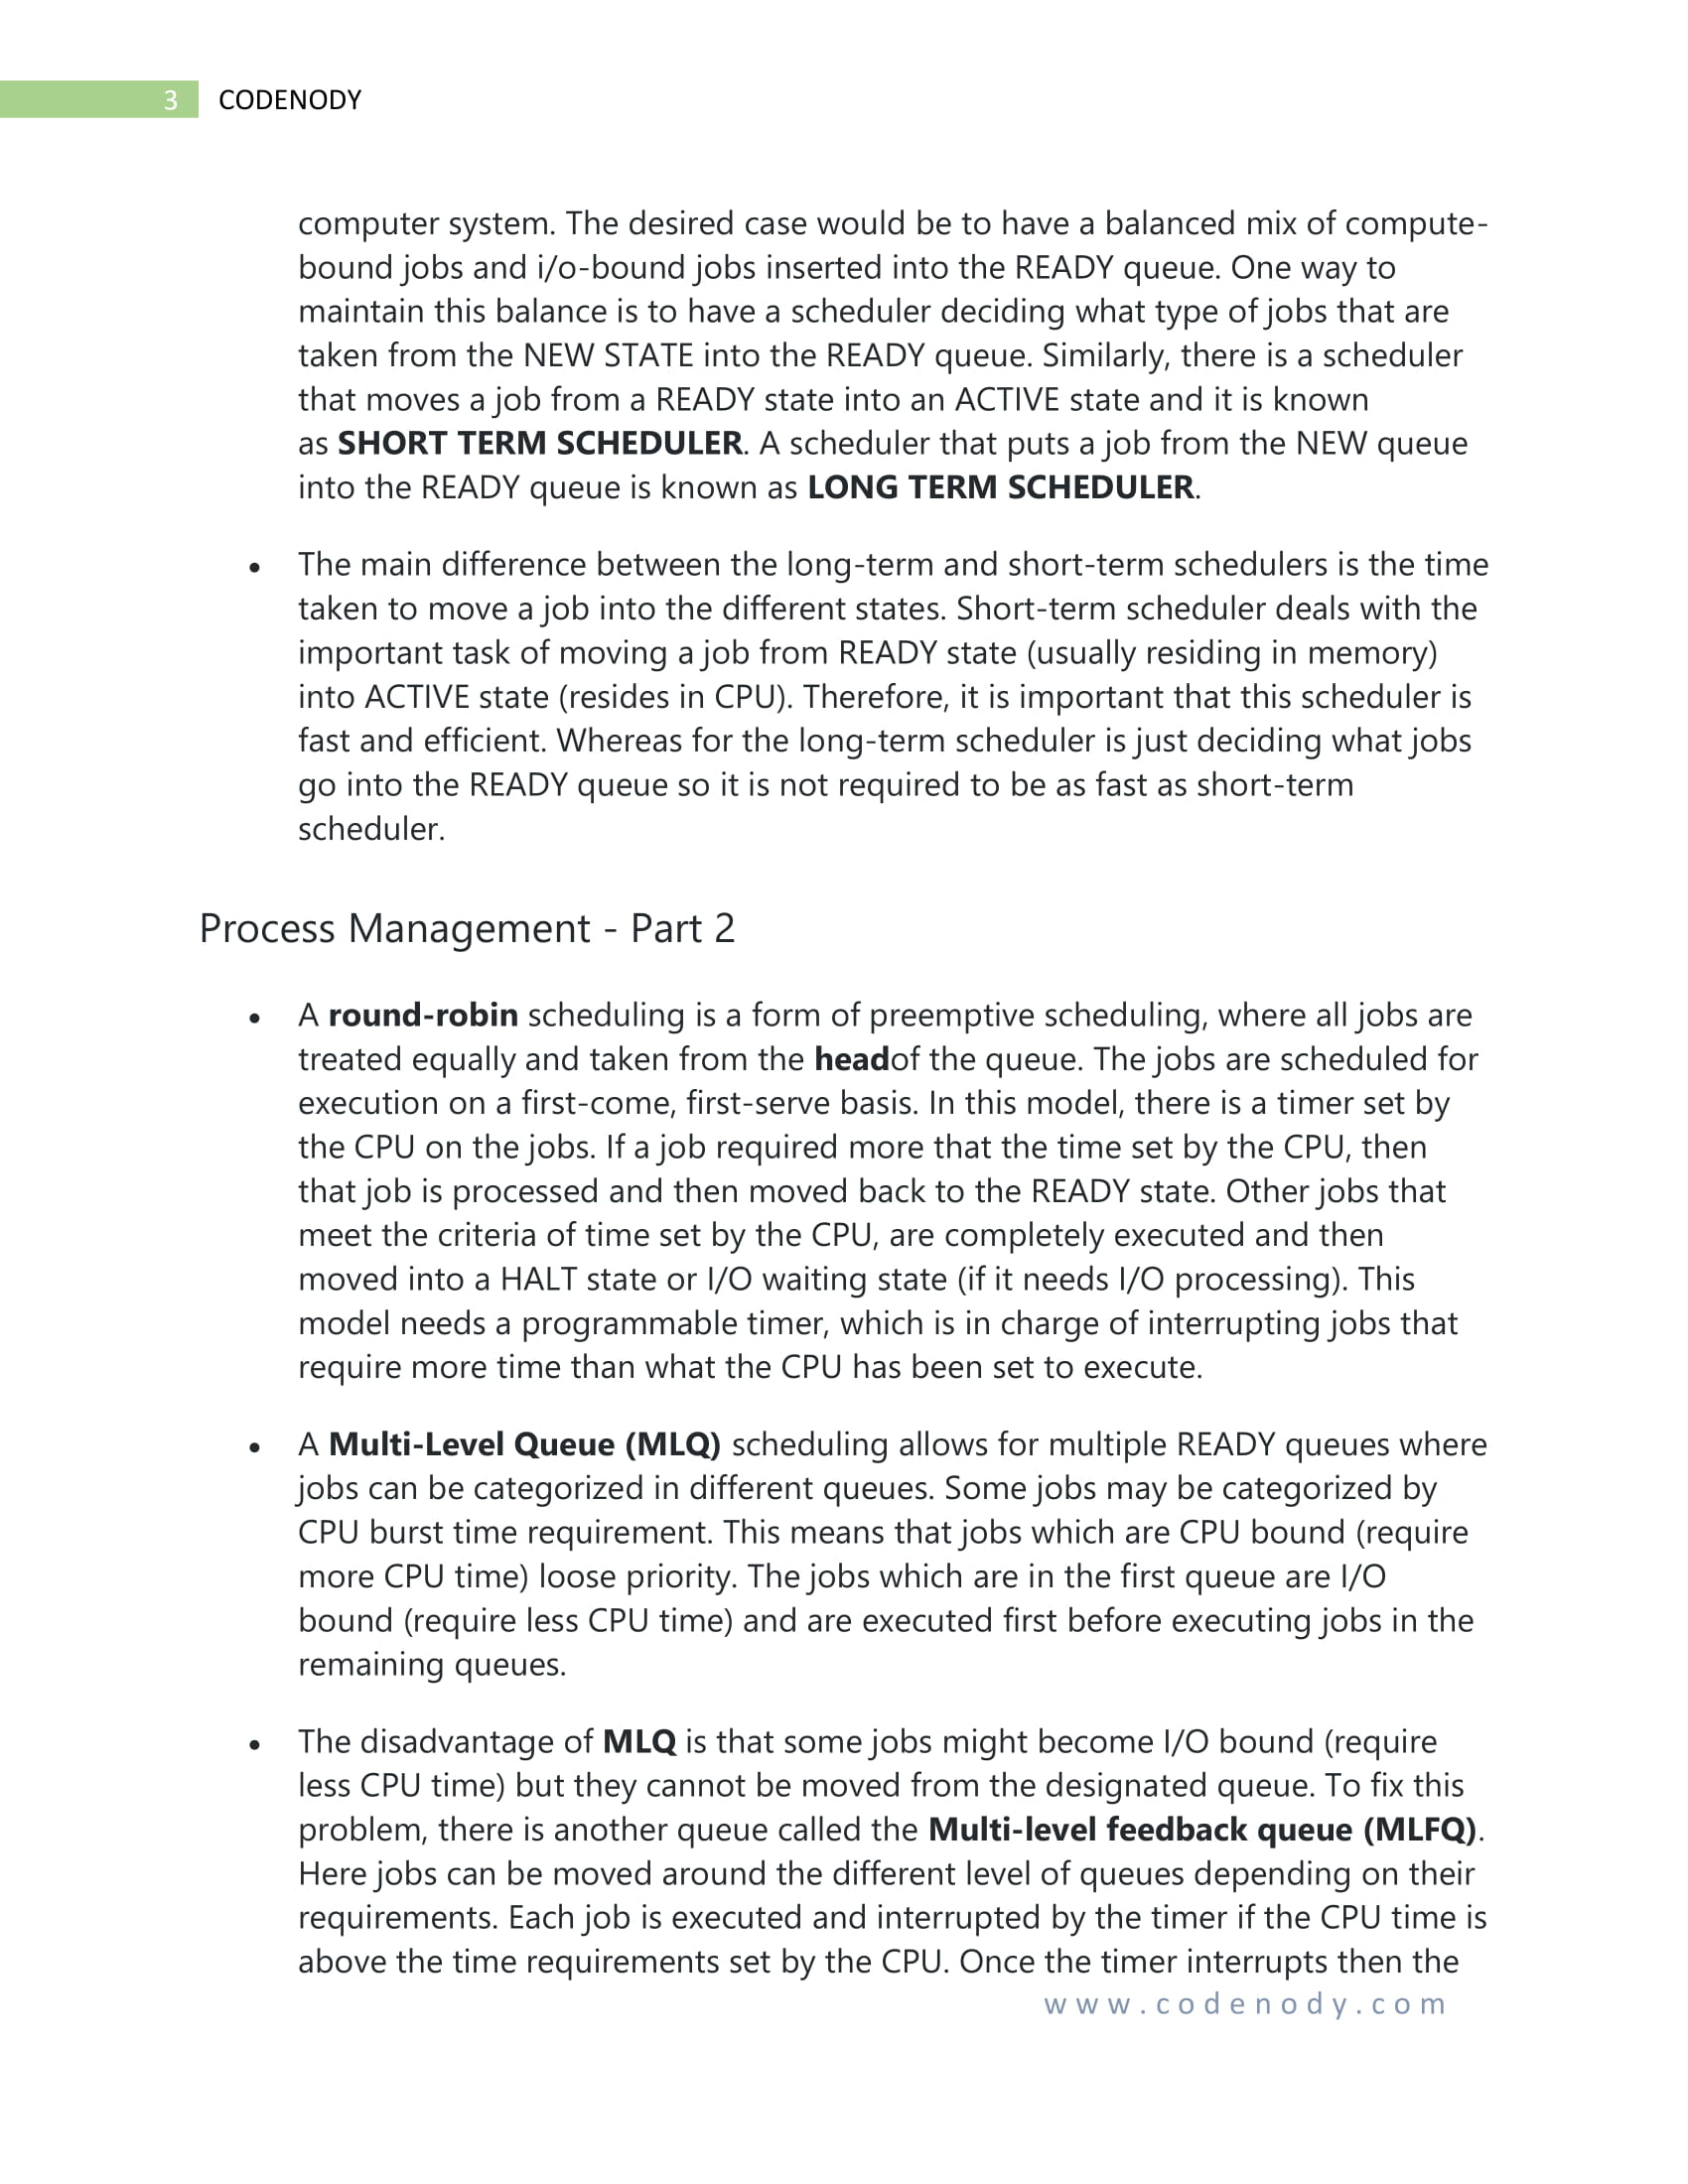 3 CODENODY
computer system. The desired case would be to have a balanced mix of compute-
bound jobs and i/o-bound jobs inserted into the READY queue. One way to
maintain this balance is to have a scheduler deciding what type of jobs that are
taken from the NEW STATE into the READY queue. Similarly, there is a scheduler
that moves a job from a READY state into an ACTIVE state and it is known
as SHORT TERM SCHEDULER. A scheduler that puts a job from the NEW queue
into the READY queue is known as LONG TERM SCHEDULER.
• The main difference between the long-term and short-term schedulers is the time
taken to move a job into the different states. Short-term scheduler deals with the
important task of moving a job from READY state (usually residing in memory)
into ACTIVE state (resides in CPU). Therefore, it is important that this scheduler is
fast and efficient. Whereas for the long-term scheduler is just deciding what jobs
go into the READY queue so it is not required to be as fast as short-term
scheduler.
Process Management - Part 2
• A round-robin scheduling is a form of preemptive scheduling, where all jobs are
treated equally and taken from the headof the queue. The jobs are scheduled for
execution on a first-come, first-serve basis. In this model, there is a timer set by
the CPU on the jobs. If a job required more that the time set by the CPU, then
that job is processed and then moved back to the READY state. Other jobs that
meet the criteria of time set by the CPU, are completely executed and then
moved into a HALT state or I/O waiting state (if it needs I/O processing). This
model needs a programmable timer, which is in charge of interrupting jobs that
require more time than what the CPU has been set to execute.
• A Multi-Level Queue (MLQ) scheduling allows for multiple READY queues where
jobs can be categorized in different queues. Some jobs may be categorized by
CPU burst time requirement. This means that jobs which are CPU bound (require
more CPU time) loose priority. The jobs which are in the first queue are I/O
bound (require less CPU time) and are executed first before executing jobs in the
remaining queues.
• The disadvantage of MLQ is that some jobs might become I/O bound (require
less CPU time) but they cannot be moved from the designated queue. To fix this
problem, there is another queue called the Multi-level feedback queue (MLFQ).
Here jobs can be moved around the different level of queues depending on their
requirements. Each job is executed and interrupted by the timer if the CPU time is
above the time requirements set by the CPU. Once the timer interrupts then the
www.codenody.com